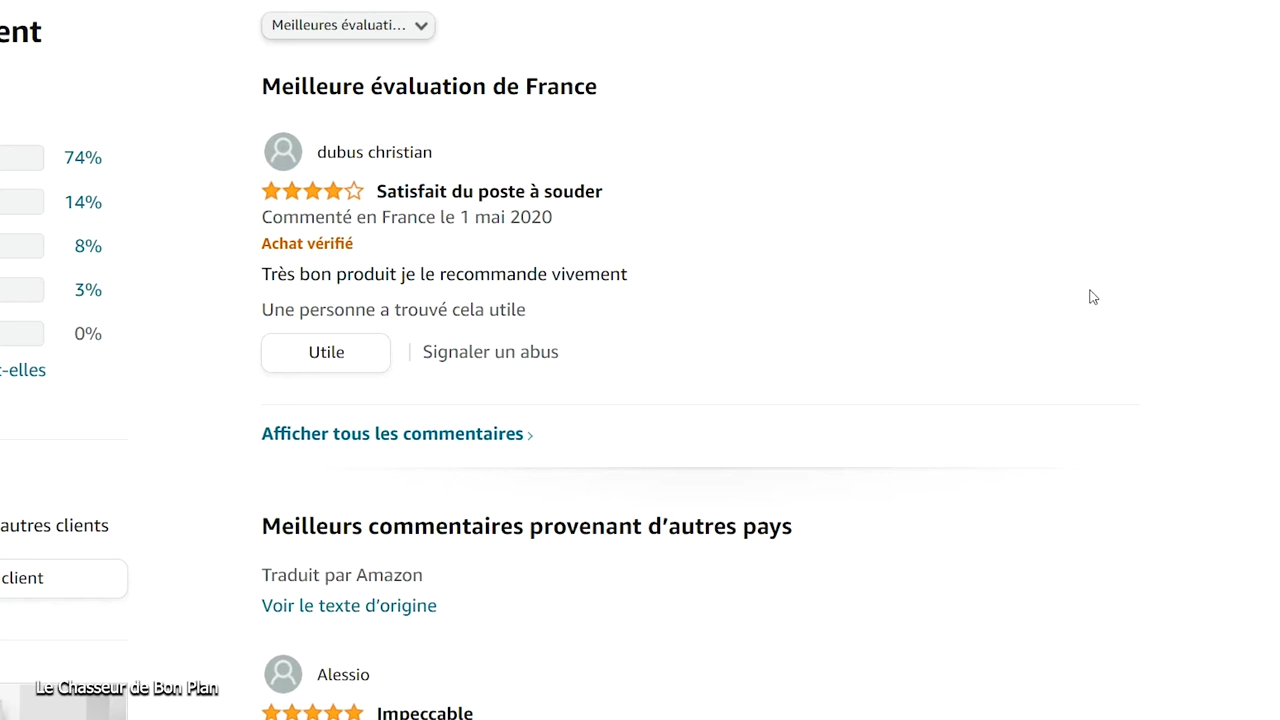 ent
74%
14%
8%
3%
0%
-elles
autres clients
client
Meilleures évaluati…
Meilleure évaluation de France
dubus christian
Satisfait du poste à souder
Commenté en France le 1 mai 2020
Achat vérifié
Très bon produit je le recommande vivement
Une personne a trouvé cela utile
Utile | Signaler un abus
Afficher tous les commentaires ›
Meilleurs commentaires provenant d’autres pays
Traduit par Amazon
Voir le texte d’origine
Alessio
Impeccable
Le Chasseur de Bon Plan